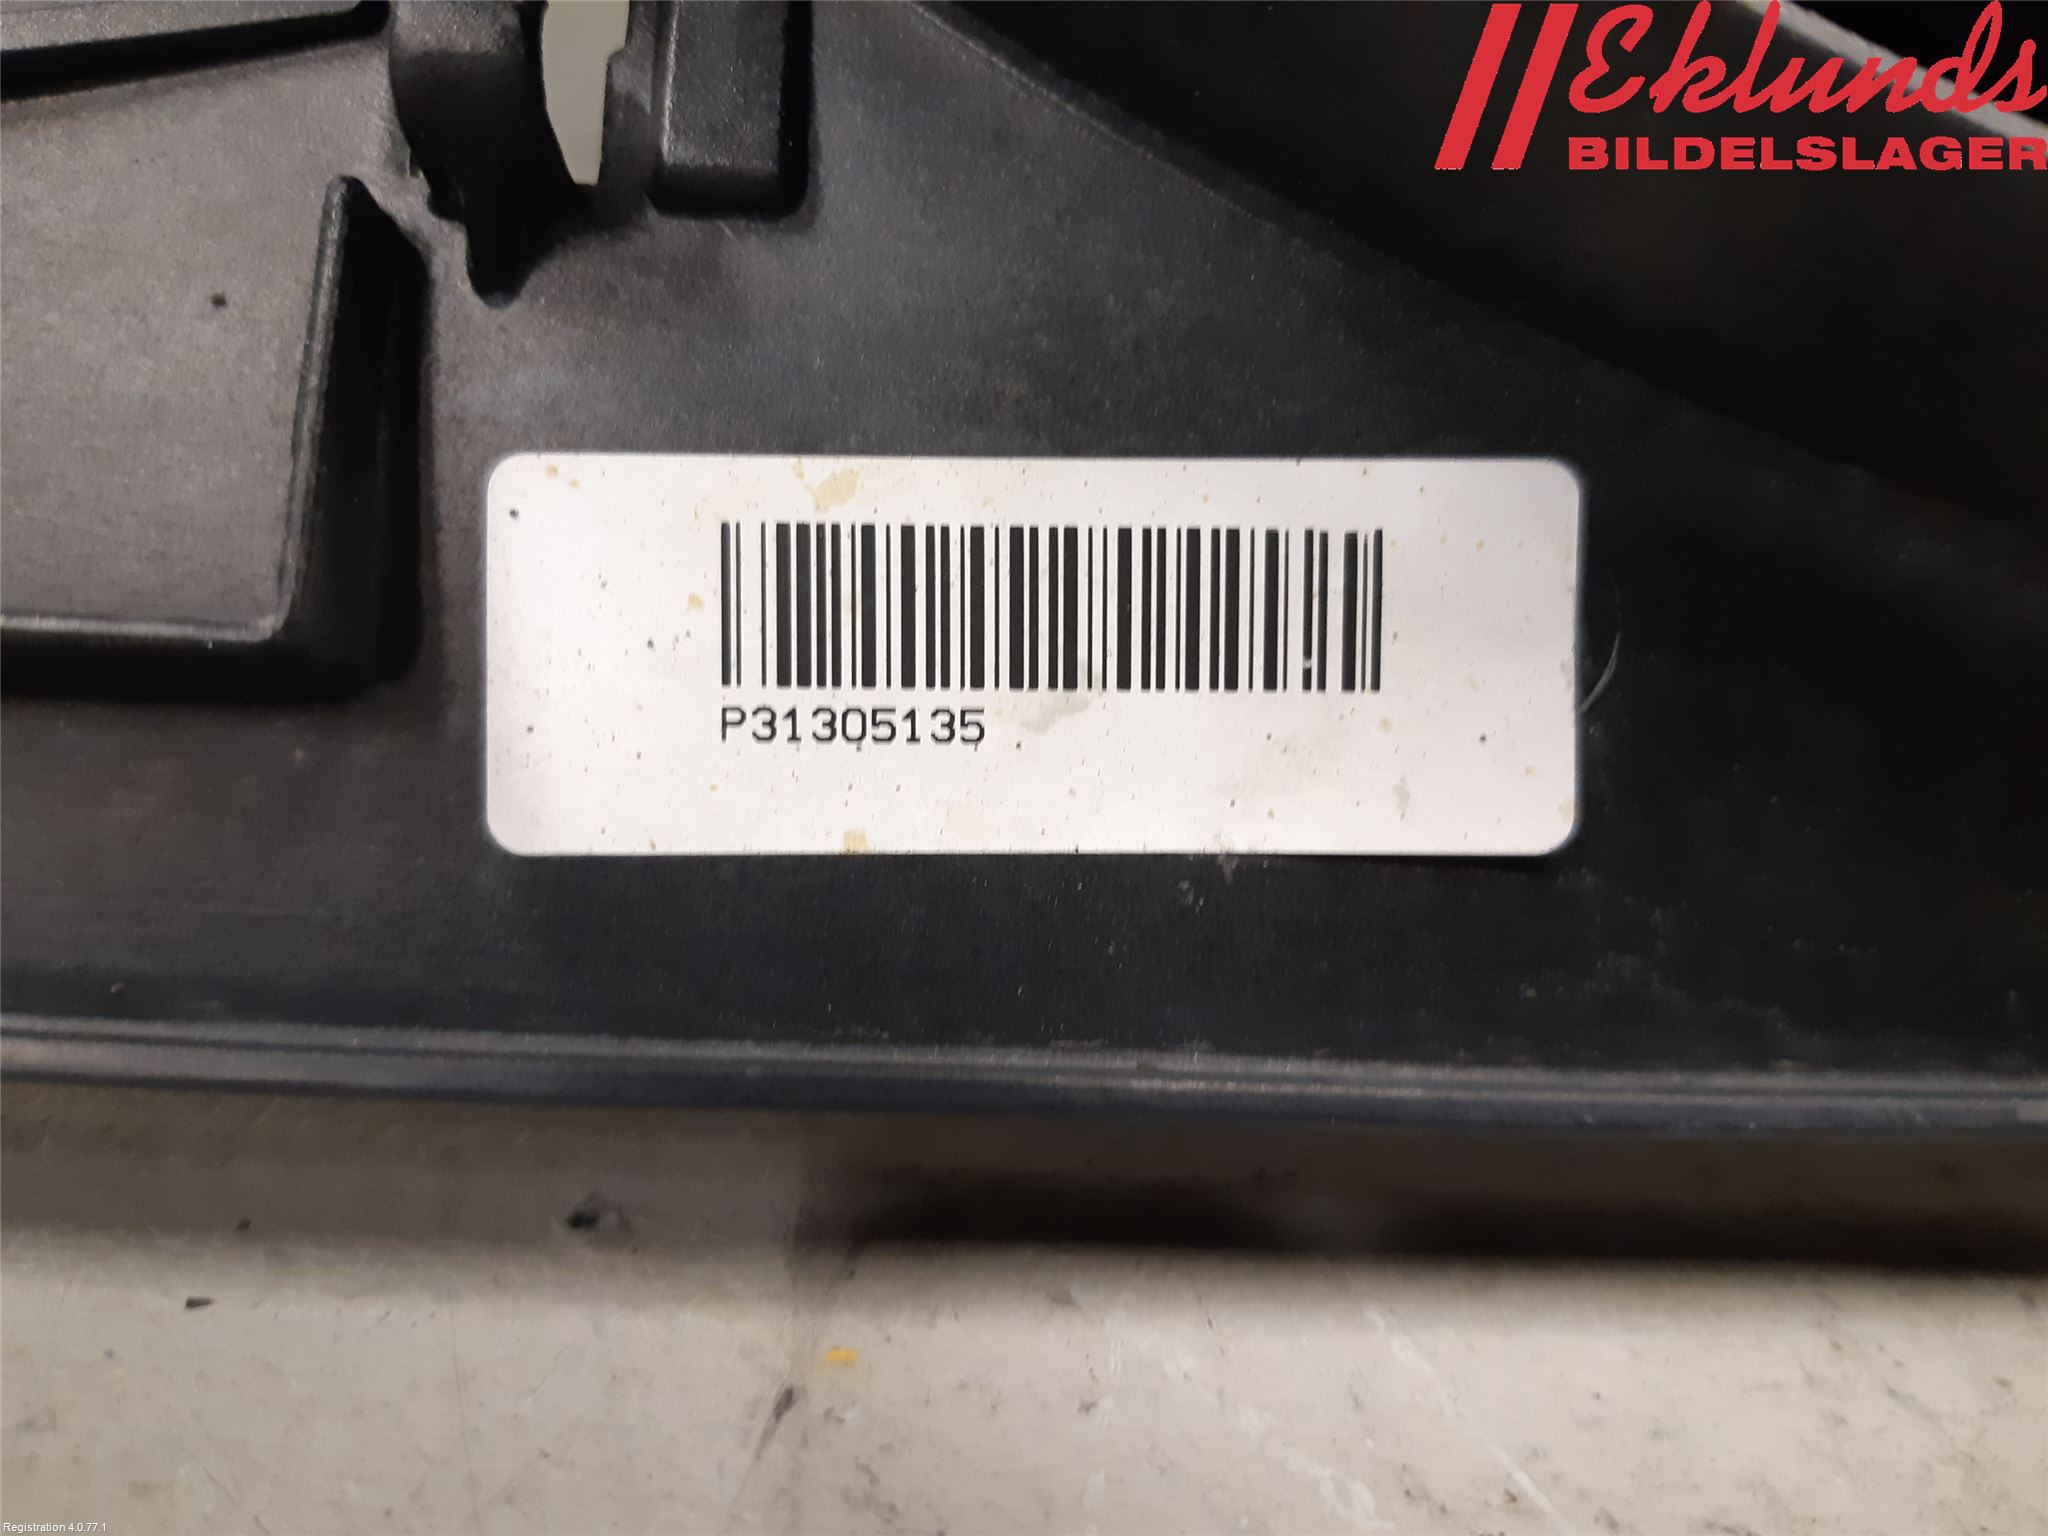 Eklunds
BILDELSLAGER
P31305135
Registration 4.0.77.1